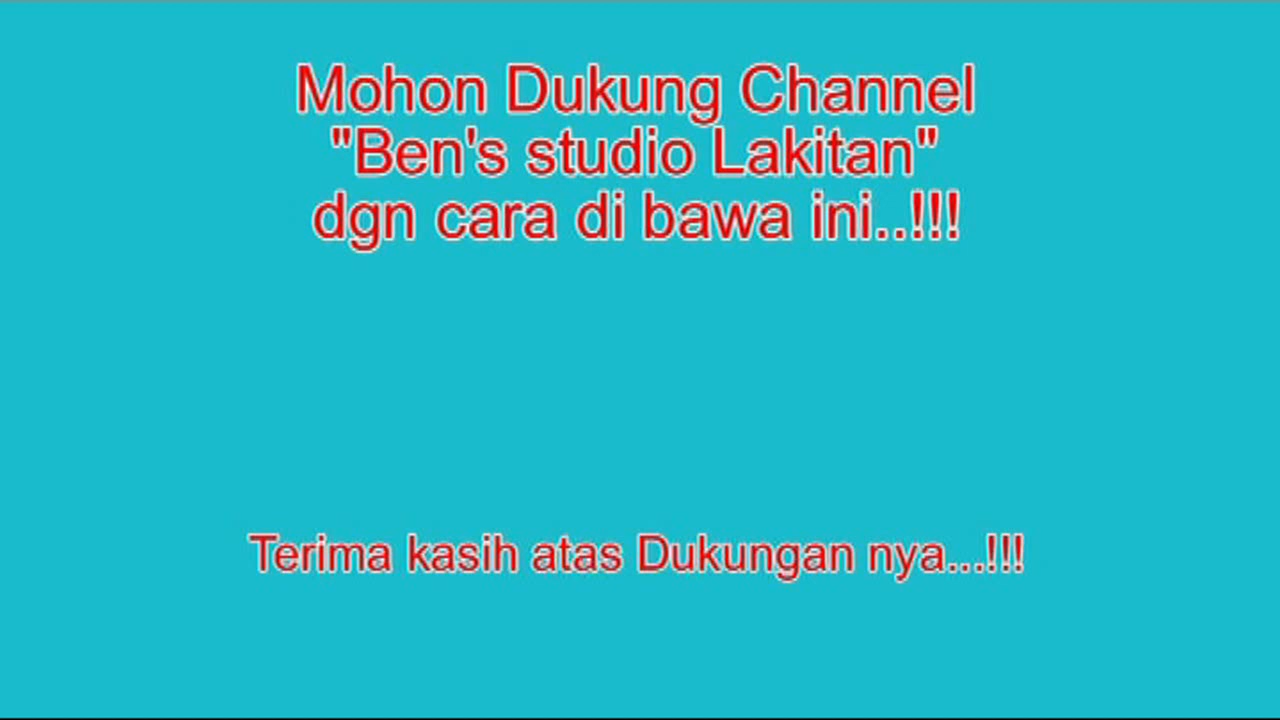 Mohon Dukung Channel
"Ben's studio Lakitan"
dgn cara di bawa ini..!!!
Terima kasih atas Dukungan nya...!!!